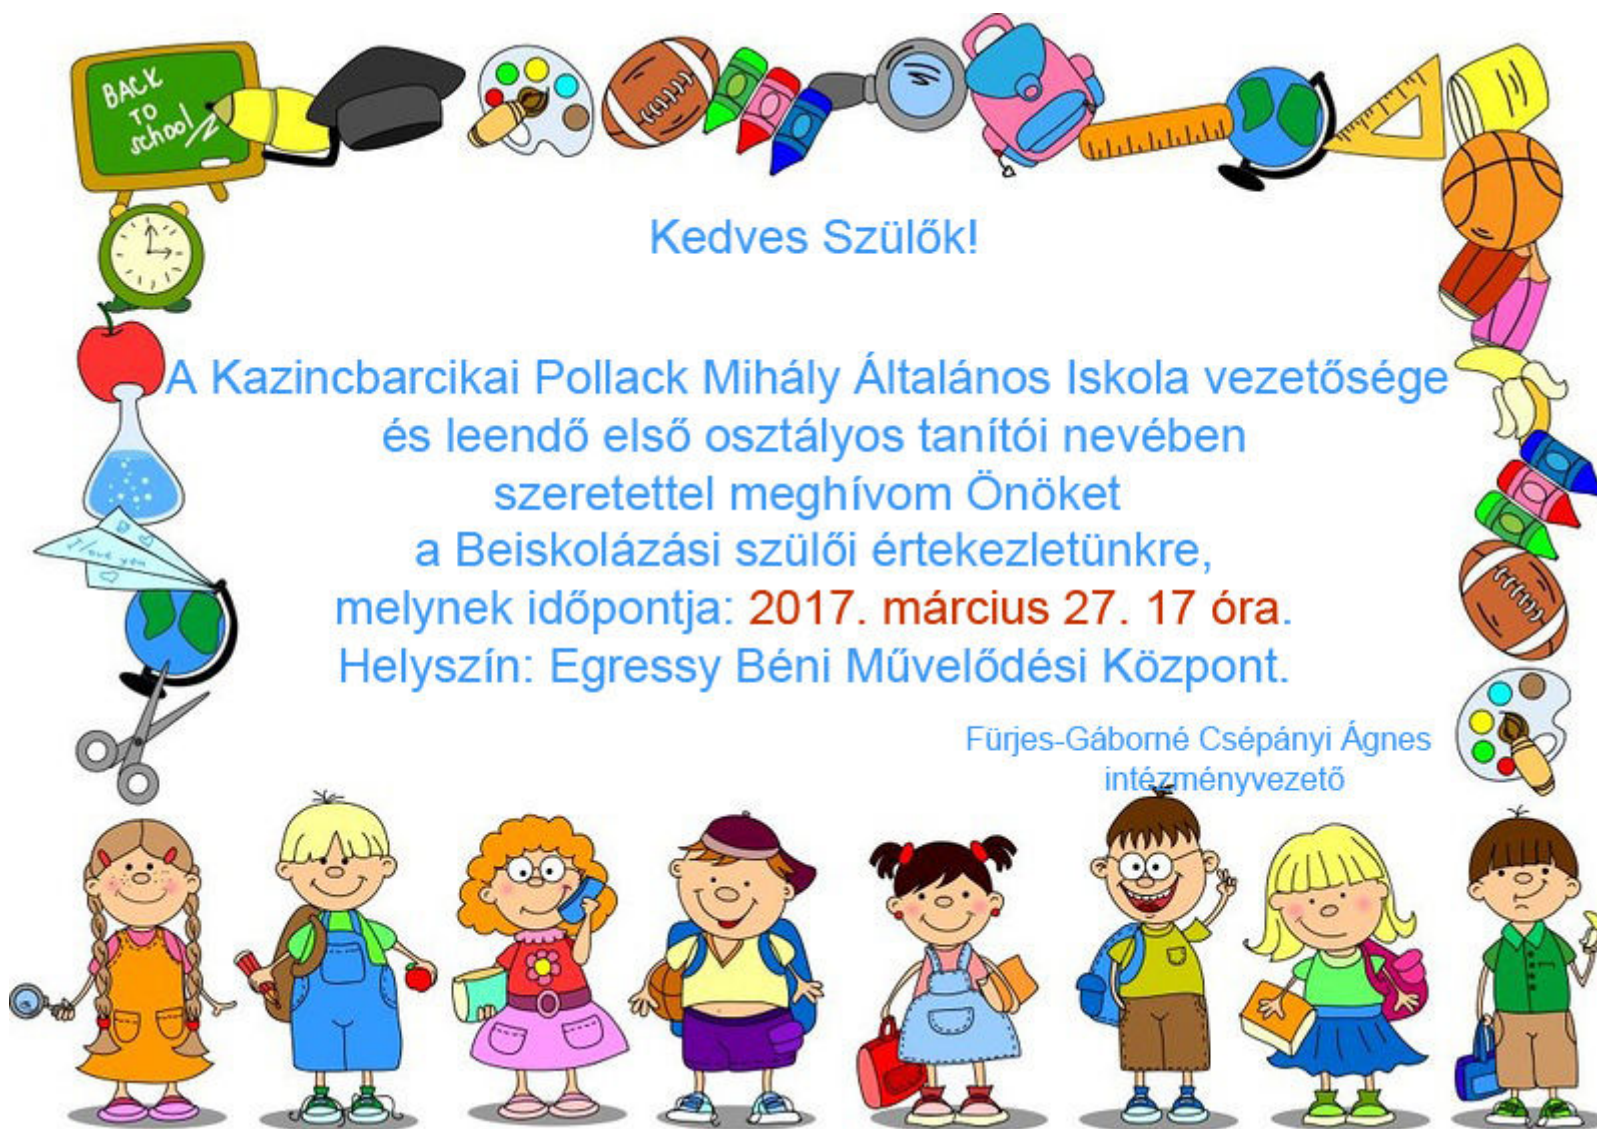 BACK
TO
school
Kedves Szülők!
A Kazincbarcikai Pollack Mihály Általános Iskola vezetősége
és leendő első osztályos tanítói nevében
szeretettel meghívom Önöket
a Beiskolázási szülői értekezletünkre,
melynek időpontja: 2017. március 27. 17 óra.
Helyszín: Egressy Béni Művelődési Központ.
I love you
Fürjes-Gáborné Csépányi Ágnes
intézményvezető